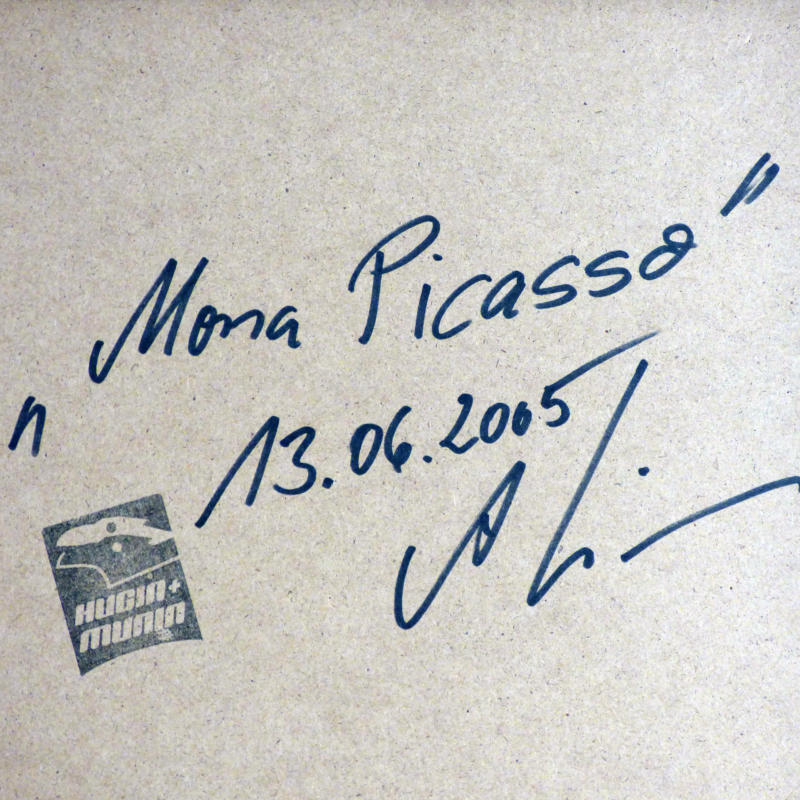 „Mona Picasso"
13.06.2005
HUGIN+
MUNIN